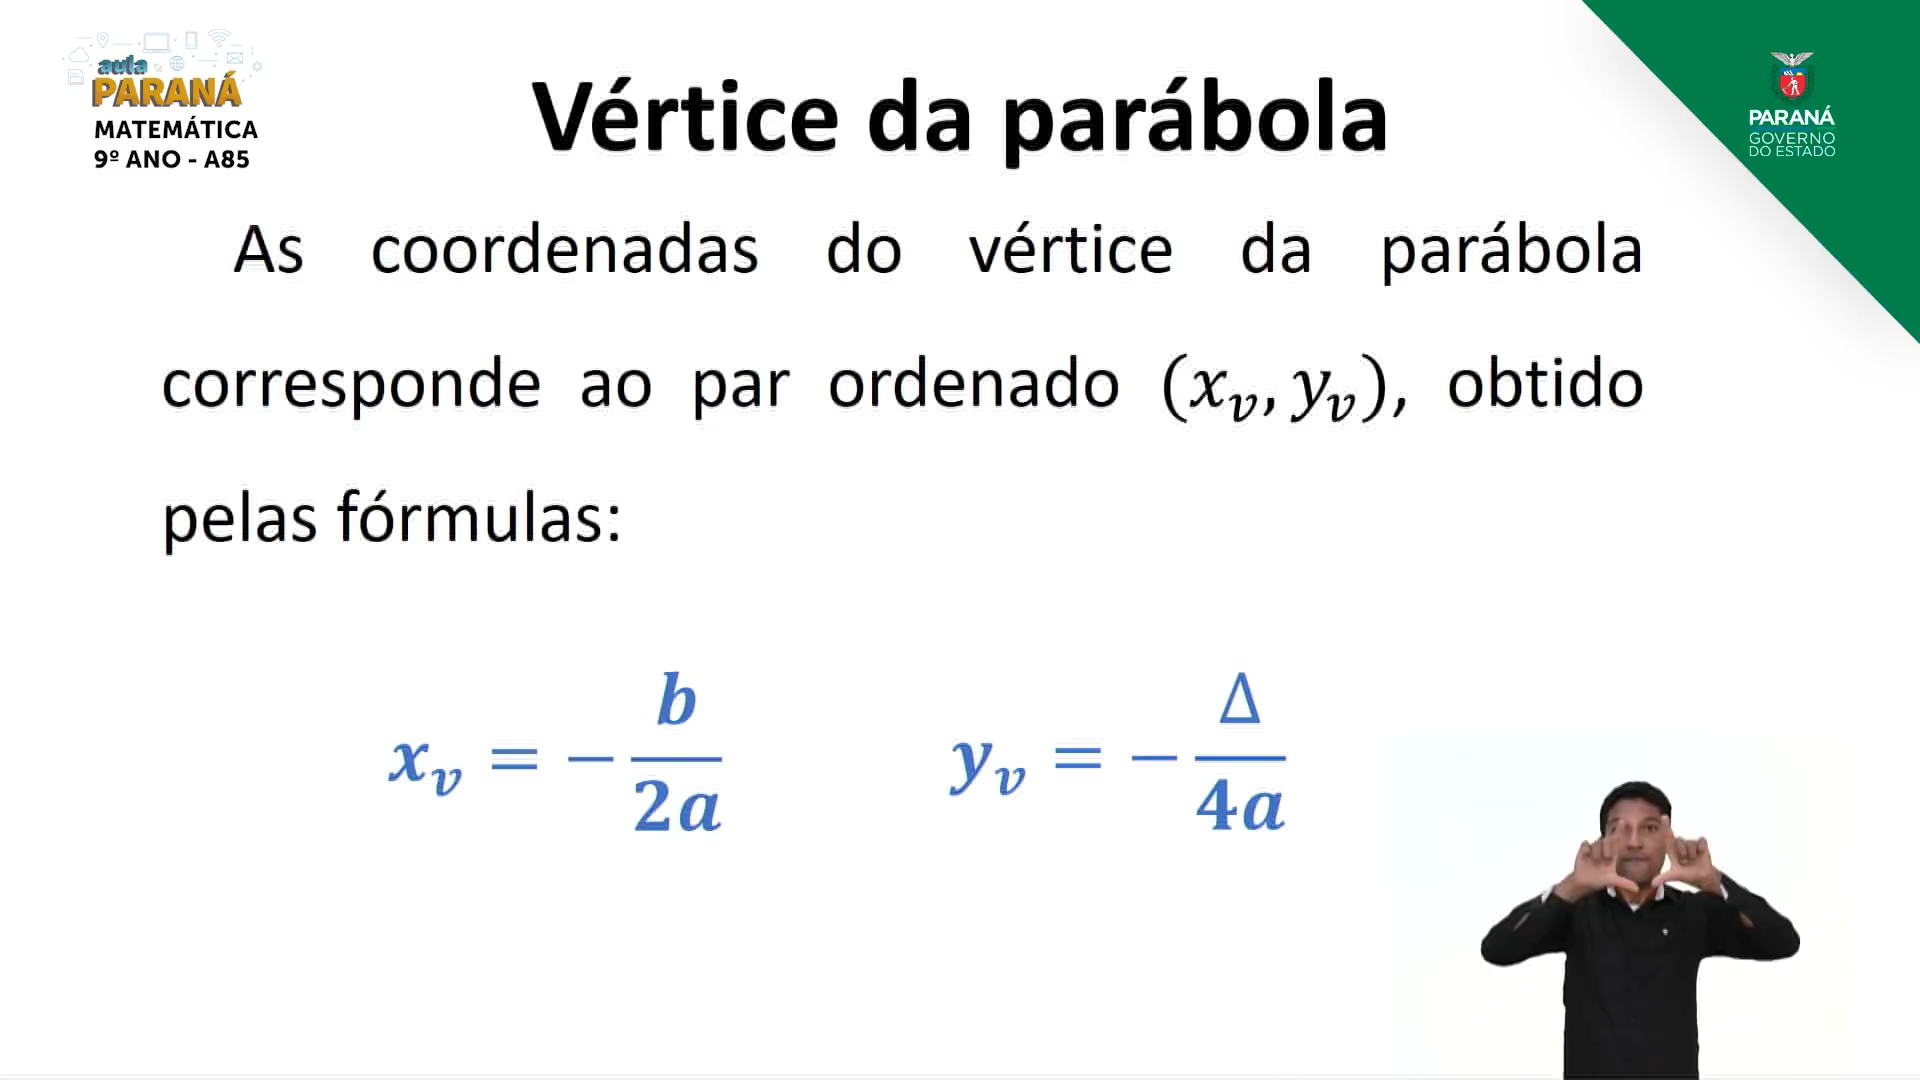 aula
PARANÁ
MATEMÁTICA
9º ANO - A85
Vértice da parábola
PARANÁ
GOVERNO
DO ESTADO
As coordenadas do vértice da parábola
corresponde ao par ordenado (xᵥ, yᵥ), obtido
pelas fórmulas:
xᵥ = − b/2a
yᵥ = − Δ/4a